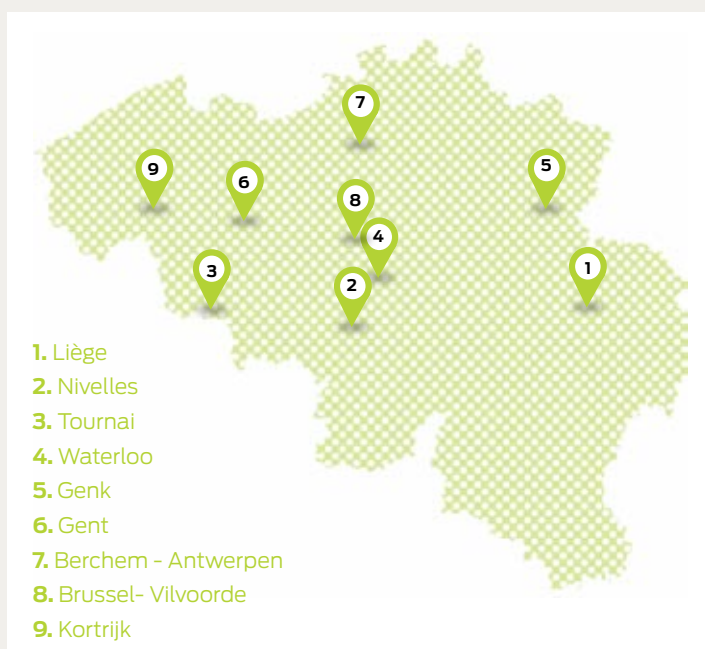 7
9
6
5
8
4
3
2
1
1. Liège
2. Nivelles
3. Tournai
4. Waterloo
5. Genk
6. Gent
7. Berchem - Antwerpen
8. Brussel- Vilvoorde
9. Kortrijk